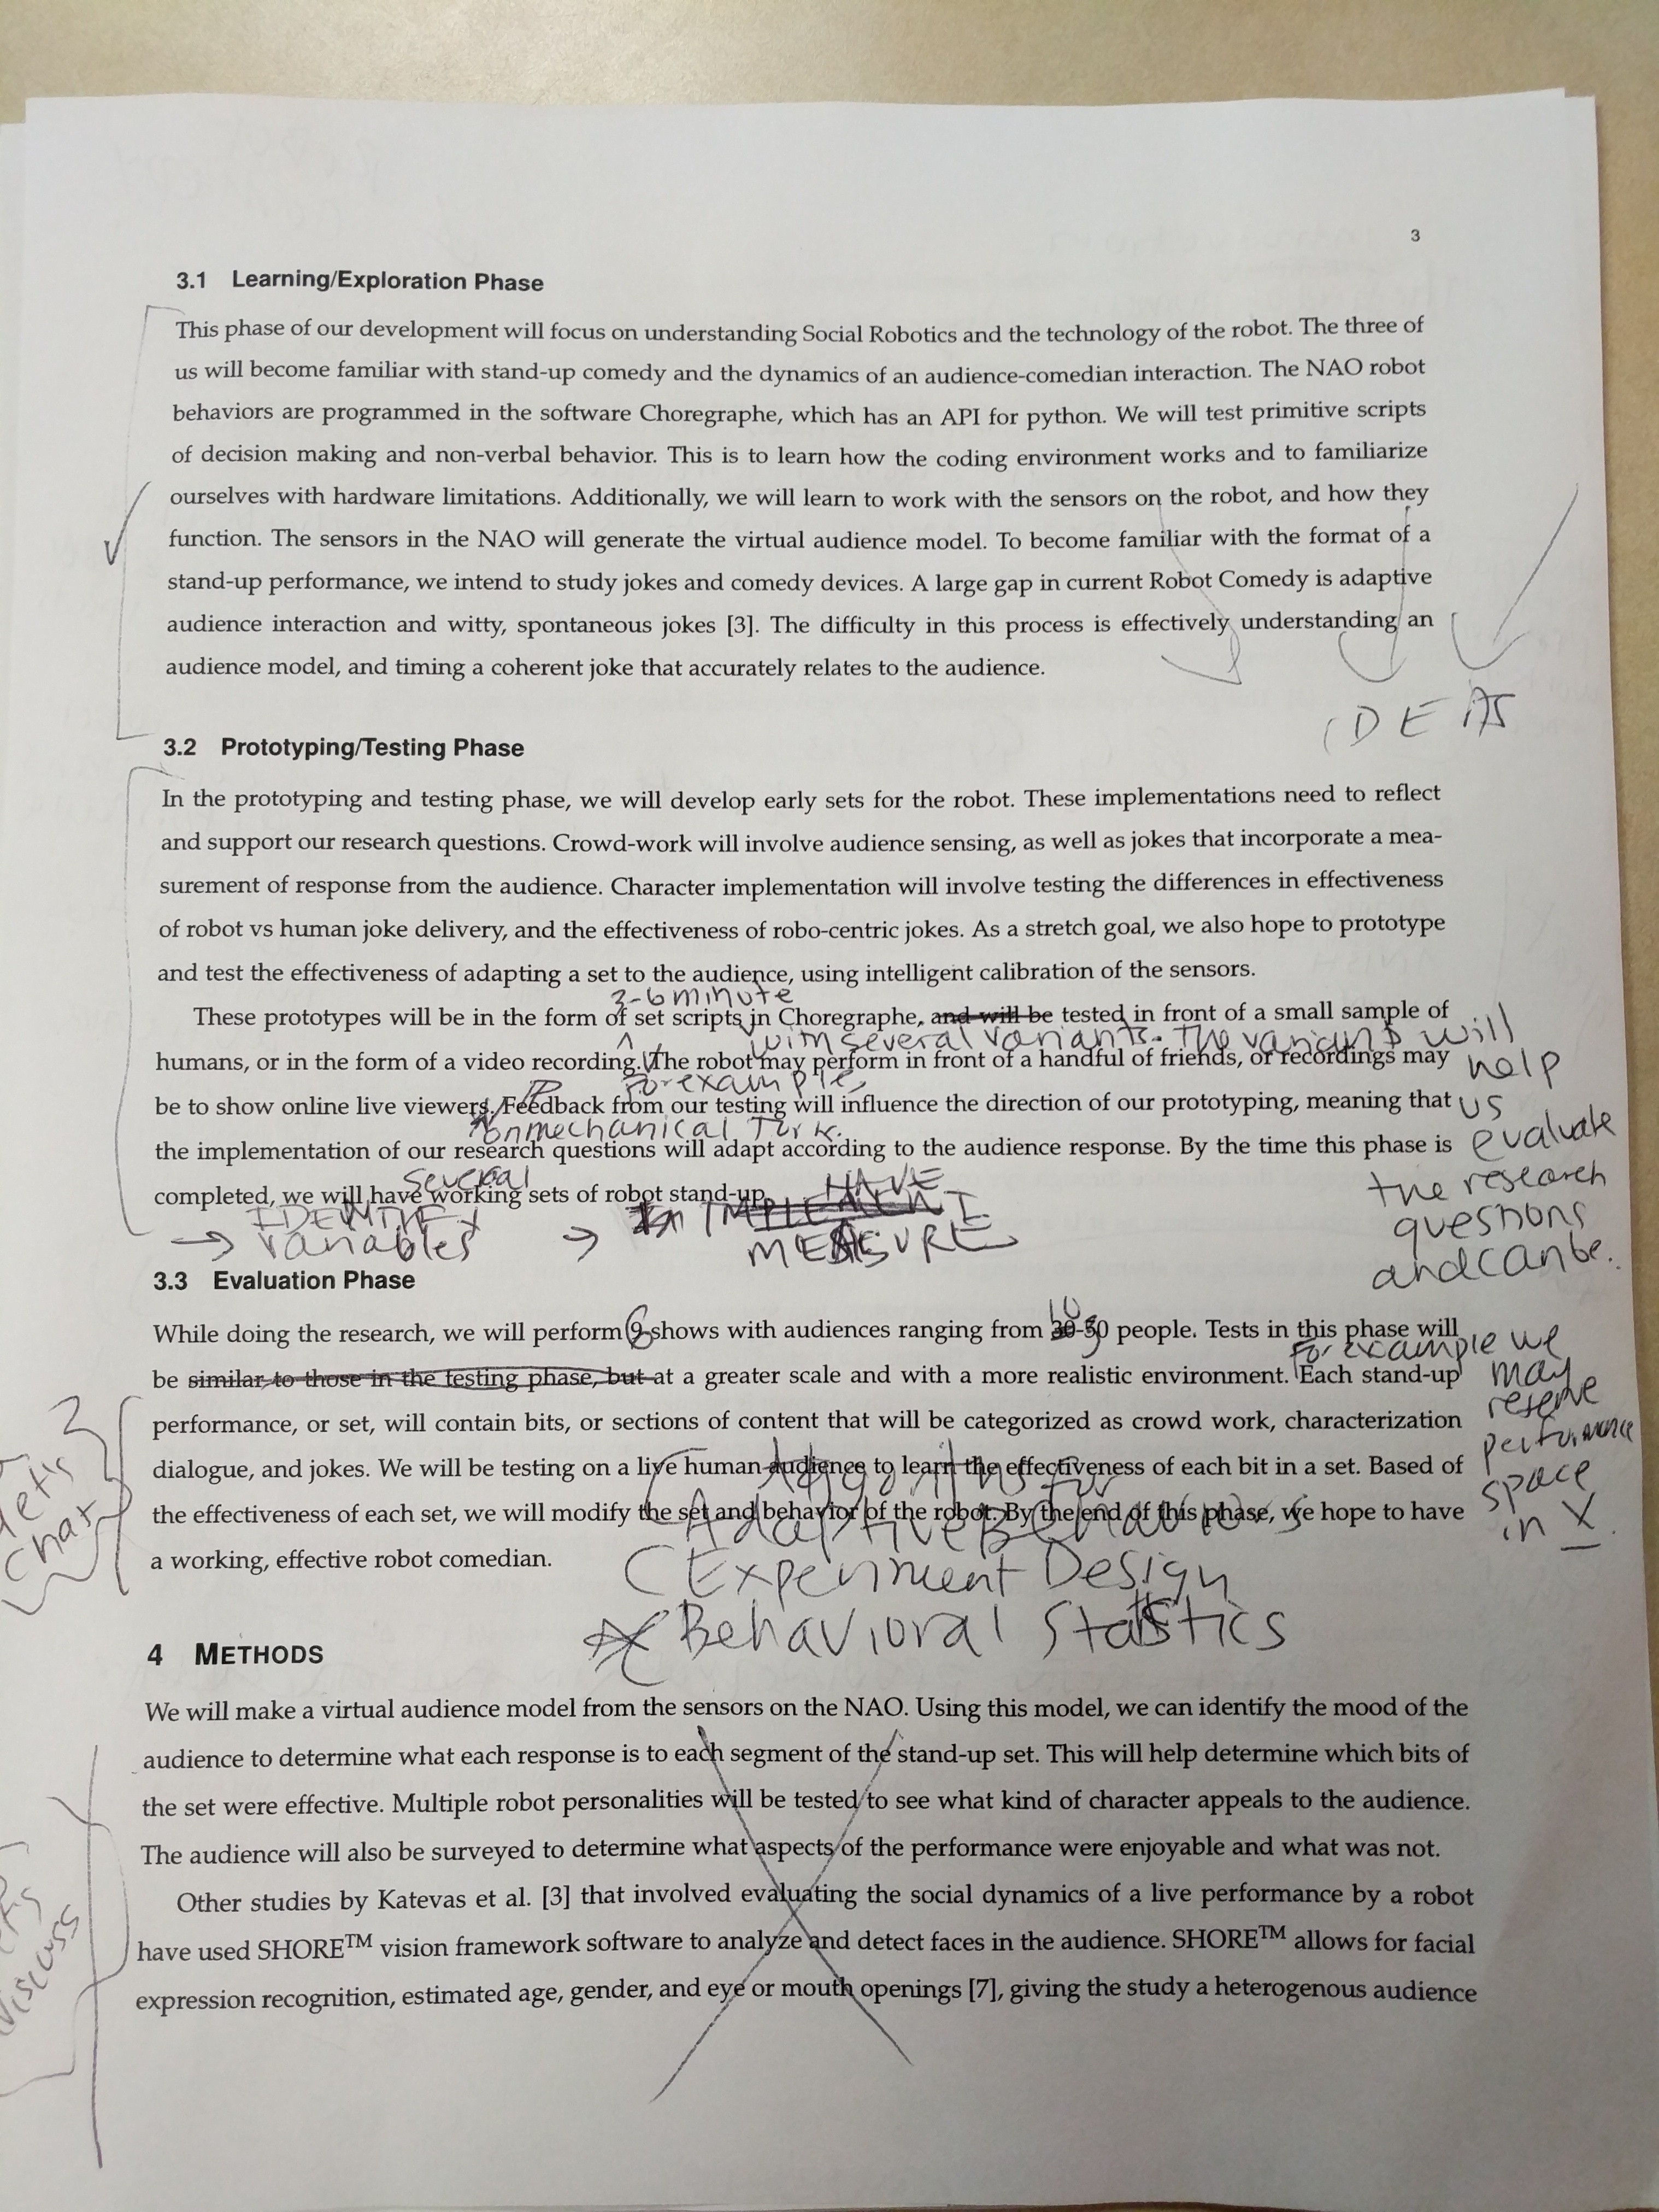 3
3.1 Learning/Exploration Phase
This phase of our development will focus on understanding Social Robotics and the technology of the robot. The three of
us will become familiar with stand-up comedy and the dynamics of an audience-comedian interaction. The NAO robot
behaviors are programmed in the software Choregraphe, which has an API for python. We will test primitive scripts
of decision making and non-verbal behavior. This is to learn how the coding environment works and to familiarize
ourselves with hardware limitations. Additionally, we will learn to work with the sensors on the robot, and how they
function. The sensors in the NAO will generate the virtual audience model. To become familiar with the format of a
stand-up performance, we intend to study jokes and comedy devices. A large gap in current Robot Comedy is adaptive
audience interaction and witty, spontaneous jokes [3]. The difficulty in this process is effectively understanding an
audience model, and timing a coherent joke that accurately relates to the audience.
IDEAS
3.2 Prototyping/Testing Phase
In the prototyping and testing phase, we will develop early sets for the robot. These implementations need to reflect
and support our research questions. Crowd-work will involve audience sensing, as well as jokes that incorporate a mea-
surement of response from the audience. Character implementation will involve testing the differences in effectiveness
of robot vs human joke delivery, and the effectiveness of robo-centric jokes. As a stretch goal, we also hope to prototype
and test the effectiveness of adapting a set to the audience, using intelligent calibration of the sensors.
3-6 minute
These prototypes will be in the form of set scripts in Choregraphe, and will be tested in front of a small sample of
with several variants. The variants will
humans, or in the form of a video recording. The robot may perform in front of a handful of friends, or recordings may
help
For example,
be to show online live viewers. Feedback from our testing will influence the direction of our prototyping, meaning that
us
on mechanical Turk.
evaluate
the implementation of our research questions will adapt according to the audience response. By the time this phase is
the research
several
completed, we will have working sets of robot stand-up
HAVE
questions
→ IDENTIFY
variables
→ IMPLEMENT
MEASURE
and can be.
3.3 Evaluation Phase
While doing the research, we will perform shows with audiences ranging from 30-50 people. Tests in this phase will
10
For example we
be similar to those in the testing phase, but at a greater scale and with a more realistic environment. Each stand-up
may
reserve
performance, or set, will contain bits, or sections of content that will be categorized as crowd work, characterization
performance
dialogue, and jokes. We will be testing on a live human audience to learn the effectiveness of each bit in a set. Based of
space
the effectiveness of each set, we will modify the set and behavior of the robot. By the end of this phase, we hope to have
in X
a working, effective robot comedian.
let's
chat
Algorithms for
Adaptive Behaviors
Experiment Design
Behavioral Statistics
4 METHODS
We will make a virtual audience model from the sensors on the NAO. Using this model, we can identify the mood of the
audience to determine what each response is to each segment of the stand-up set. This will help determine which bits of
the set were effective. Multiple robot personalities will be tested to see what kind of character appeals to the audience.
The audience will also be surveyed to determine what aspects of the performance were enjoyable and what was not.
Other studies by Katevas et al. [3] that involved evaluating the social dynamics of a live performance by a robot
have used SHORE™ vision framework software to analyze and detect faces in the audience. SHORE™ allows for facial
expression recognition, estimated age, gender, and eye or mouth openings [7], giving the study a heterogenous audience
discuss